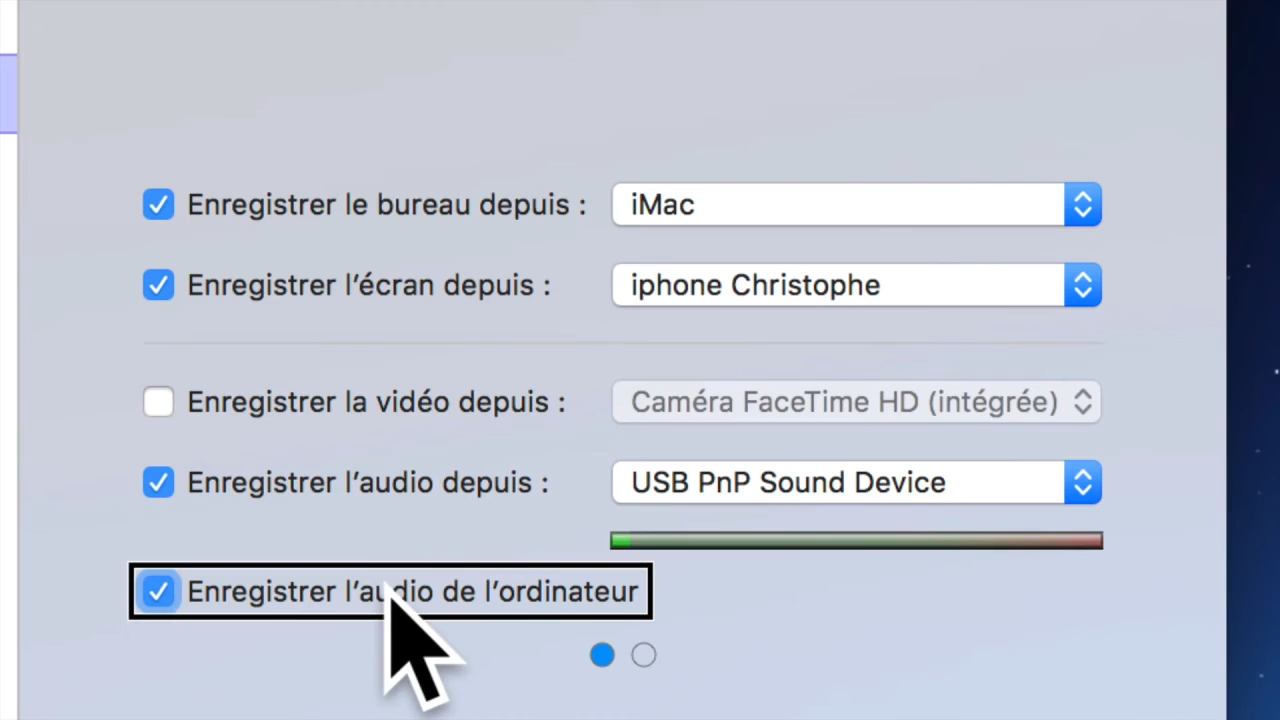 Enregistrer le bureau depuis : iMac
Enregistrer l’écran depuis : iphone Christophe
Enregistrer la vidéo depuis : Caméra FaceTime HD (intégrée)
Enregistrer l’audio depuis : USB PnP Sound Device
Enregistrer l’audio de l’ordinateur